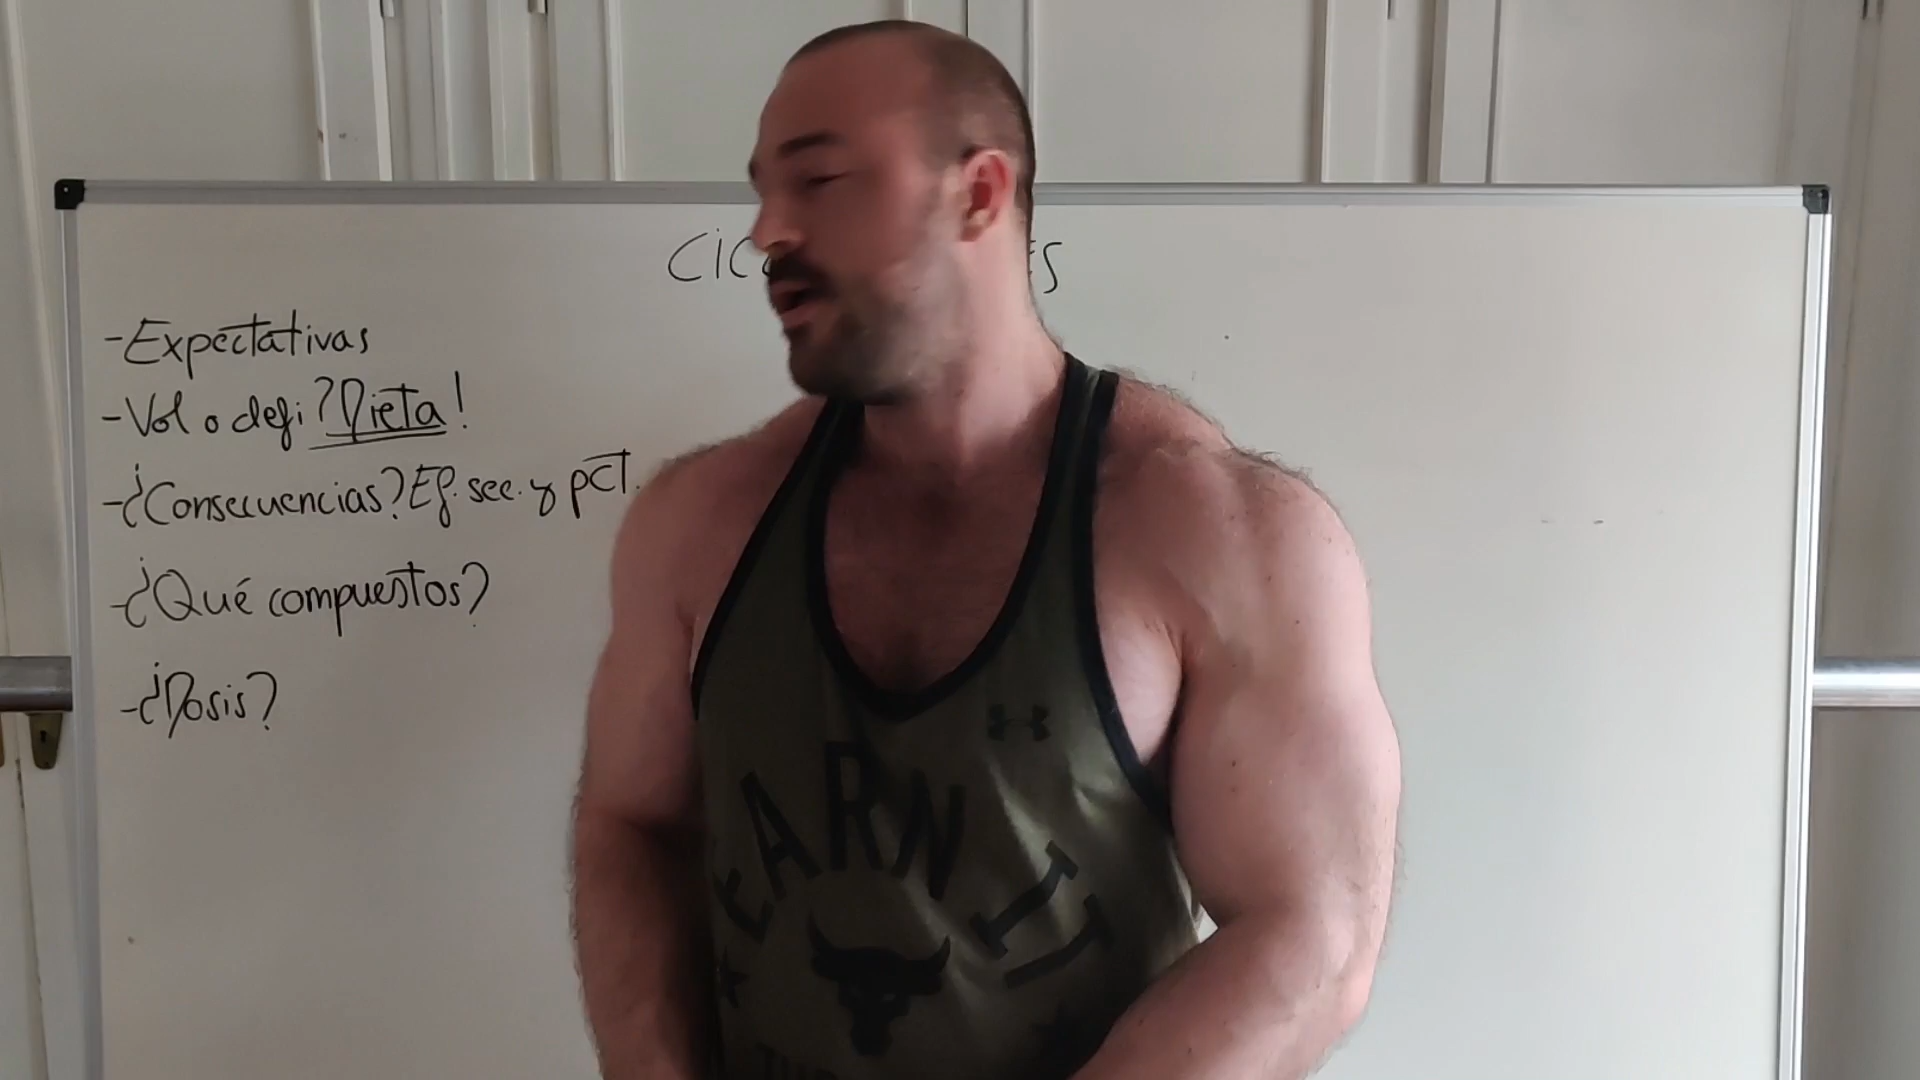 -Expectativas
-Vol o defi? Dieta!
-¿Consecuencias? Ef. sec. y pct.
-¿Qué compuestos?
-¿Dosis?
EARN IT